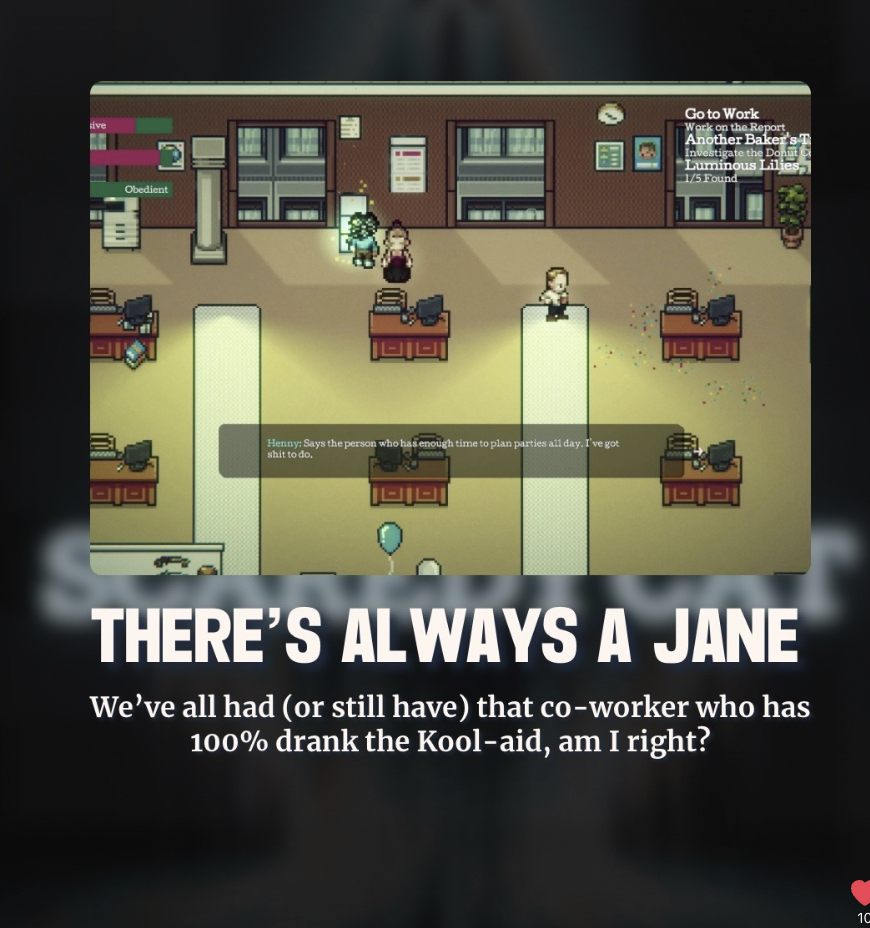 sive
Obedient
Go to Work
Work on the Report
Another Baker's T
Investigate the Donut Co
Luminous Lilies
1/5 Found
Henny: Says the person who has enough time to plan parties all day. I've got
shit to do.
SCAREDY CAT
THERE'S ALWAYS A JANE
We've all had (or still have) that co-worker who has
100% drank the Kool-aid, am I right?
10